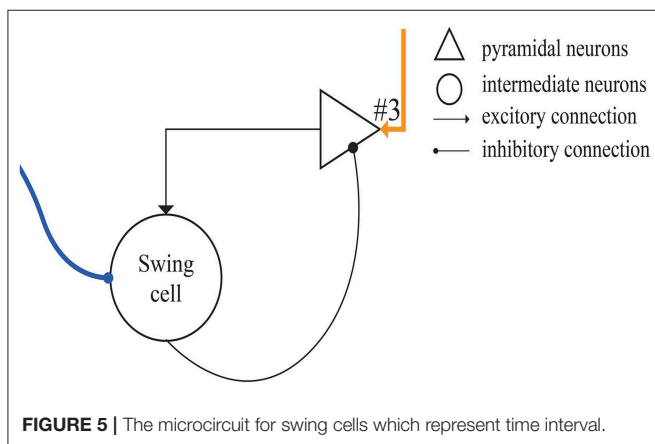 #3
pyramidal neurons
intermediate neurons
excitory connection
inhibitory connection
Swing
cell
FIGURE 5 | The microcircuit for swing cells which represent time interval.